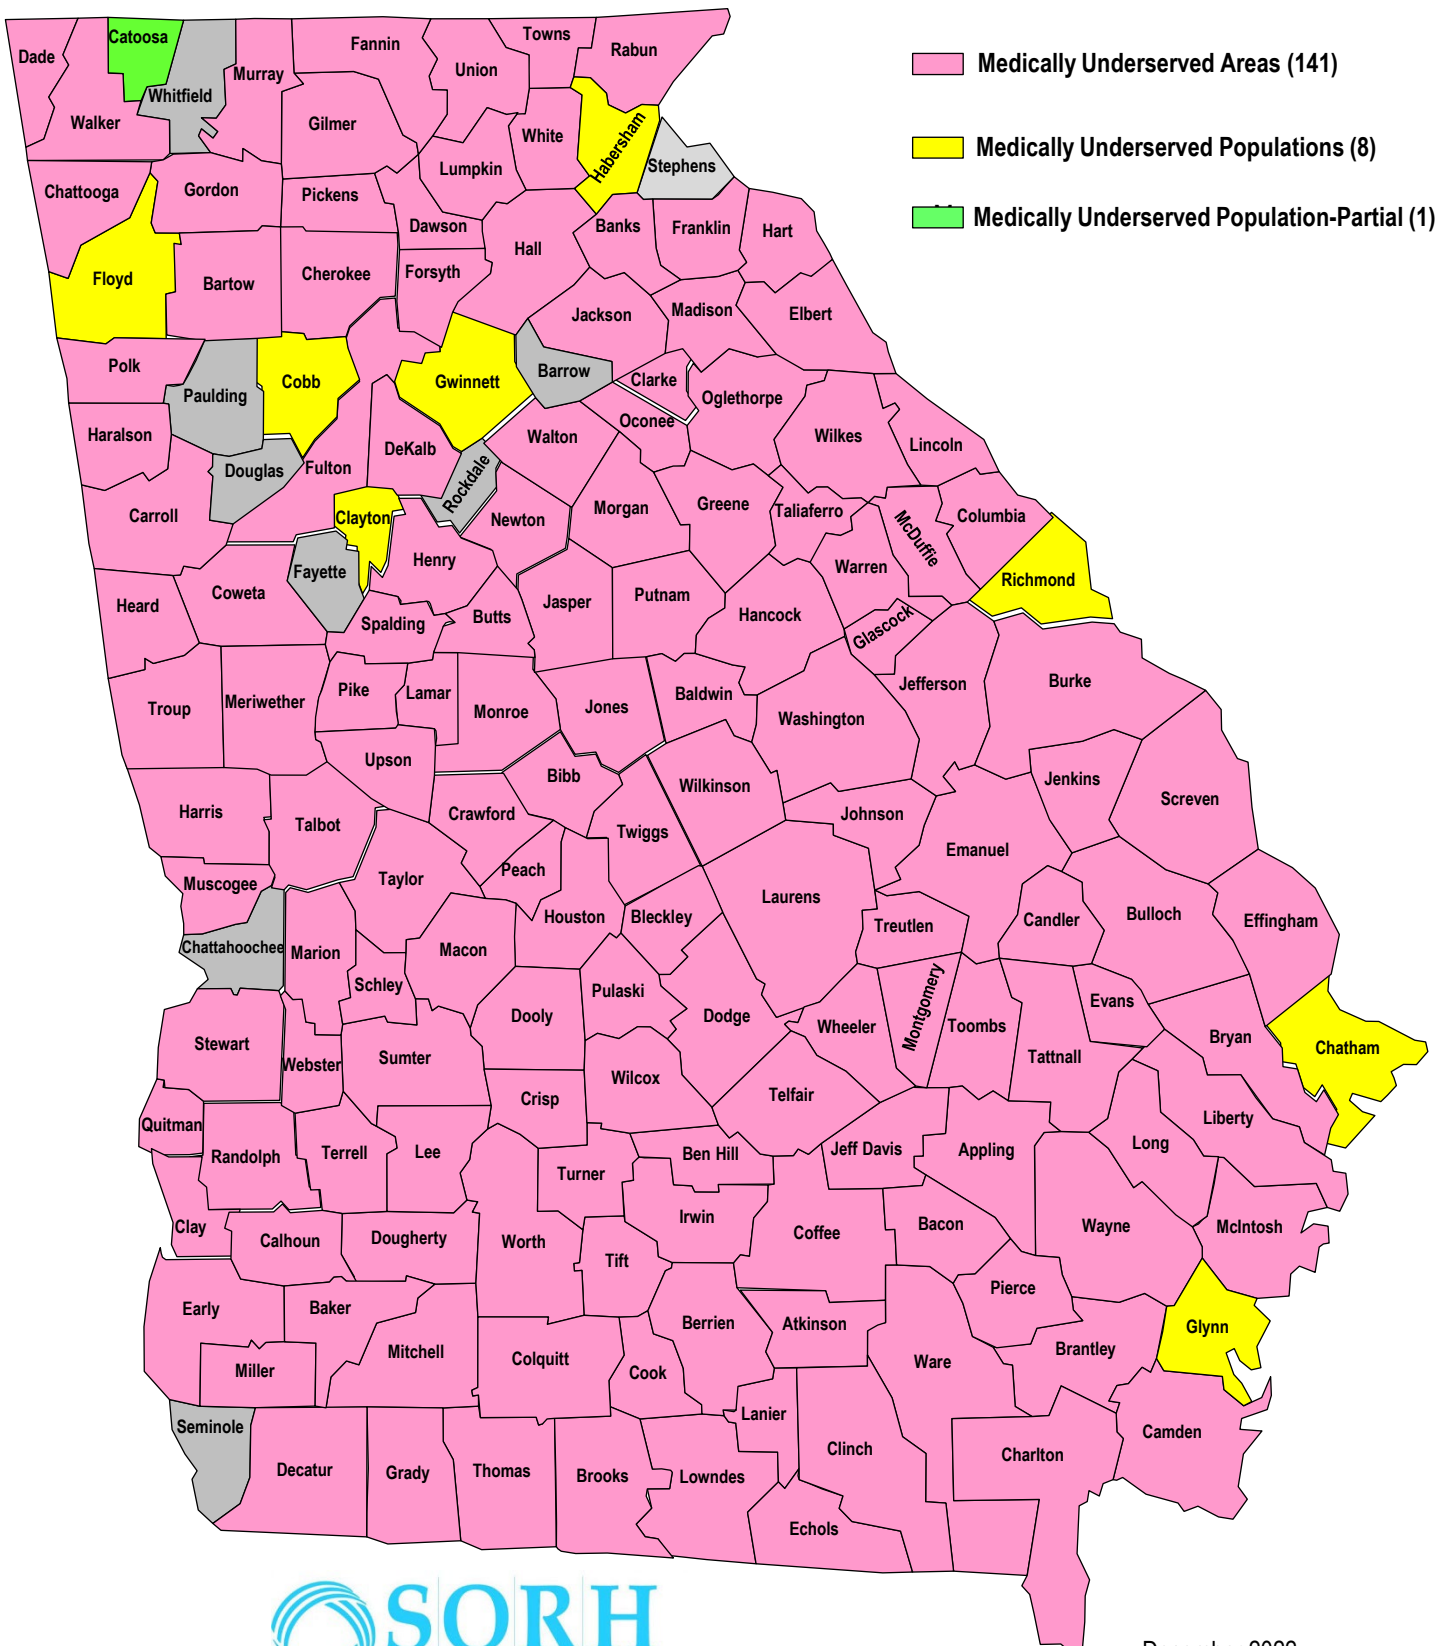 Dade
Catoosa
Whitfield
Murray
Fannin
Union
Towns
Rabun
Walker
Gilmer
White
Habersham
Stephens
Lumpkin
Chattooga
Gordon
Pickens
Dawson
Hall
Banks
Franklin
Hart
Floyd
Bartow
Cherokee
Forsyth
Jackson
Madison
Elbert
Polk
Paulding
Cobb
Gwinnett
Barrow
Clarke
Oglethorpe
Haralson
Douglas
Fulton
DeKalb
Rockdale
Walton
Oconee
Wilkes
Lincoln
Carroll
Clayton
Newton
Morgan
Greene
Taliaferro
McDuffie
Columbia
Fayette
Henry
Warren
Richmond
Heard
Coweta
Spalding
Butts
Jasper
Putnam
Hancock
Glascock
Troup
Meriwether
Pike
Lamar
Monroe
Jones
Baldwin
Washington
Jefferson
Burke
Upson
Bibb
Wilkinson
Jenkins
Screven
Harris
Talbot
Crawford
Twiggs
Johnson
Emanuel
Muscogee
Taylor
Peach
Laurens
Chattahoochee
Marion
Macon
Houston
Bleckley
Treutlen
Candler
Bulloch
Effingham
Schley
Dooly
Pulaski
Dodge
Wheeler
Montgomery
Toombs
Evans
Tattnall
Bryan
Chatham
Stewart
Webster
Sumter
Crisp
Wilcox
Telfair
Quitman
Randolph
Terrell
Lee
Turner
Ben Hill
Jeff Davis
Appling
Long
Liberty
Clay
Calhoun
Dougherty
Worth
Tift
Irwin
Coffee
Bacon
Wayne
McIntosh
Early
Baker
Miller
Mitchell
Colquitt
Cook
Berrien
Atkinson
Ware
Pierce
Brantley
Glynn
Seminole
Decatur
Grady
Thomas
Brooks
Lowndes
Lanier
Clinch
Echols
Charlton
Camden
Medically Underserved Areas (141)
Medically Underserved Populations (8)
Medically Underserved Population-Partial (1)
SORH